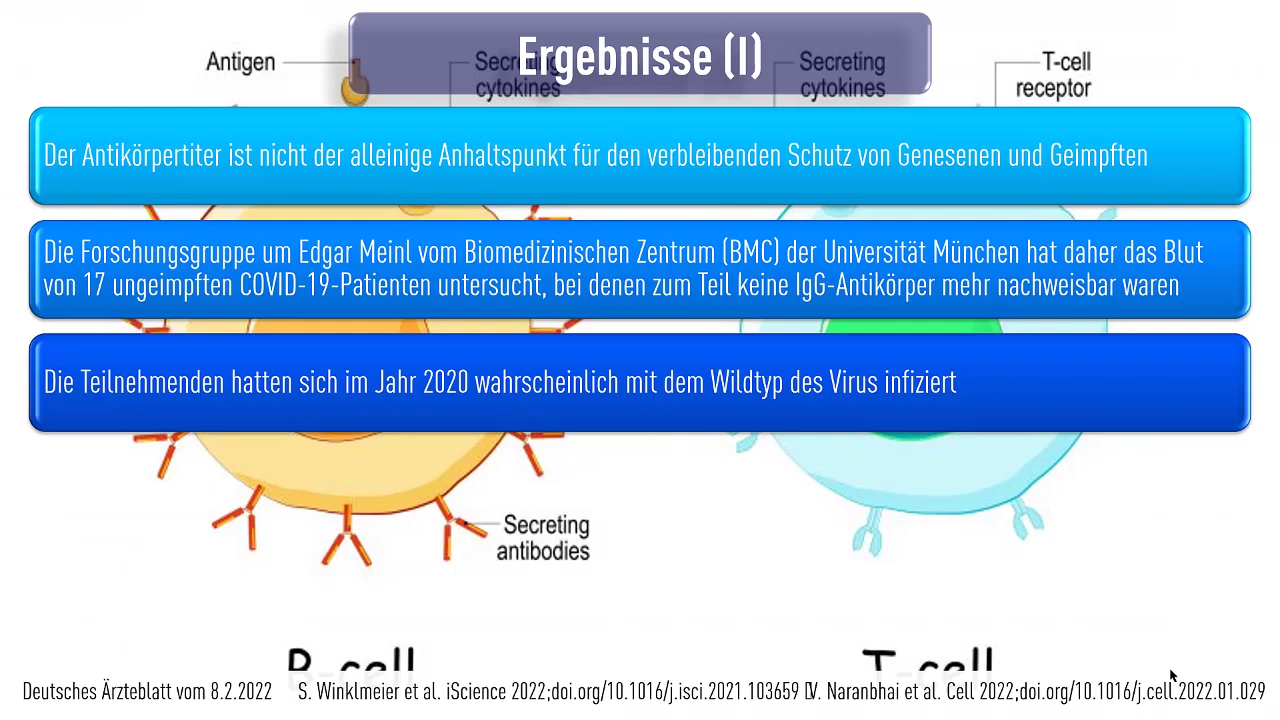 Ergebnisse (I)
Antigen
Secreting
cytokines
Secreting
cytokines
T-cell
receptor
Der Antikörpertiter ist nicht der alleinige Anhaltspunkt für den verbleibenden Schutz von Genesenen und Geimpften
Die Forschungsgruppe um Edgar Meinl vom Biomedizinischen Zentrum (BMC) der Universität München hat daher das Blut
von 17 ungeimpften COVID-19-Patienten untersucht, bei denen zum Teil keine IgG-Antikörper mehr nachweisbar waren
Die Teilnehmenden hatten sich im Jahr 2020 wahrscheinlich mit dem Wildtyp des Virus infiziert
Secreting
antibodies
B-cell
T-cell
Deutsches Ärzteblatt vom 8.2.2022 S. Winklmeier et al. iScience 2022;doi.org/10.1016/j.isci.2021.103659 V. Naranbhai et al. Cell 2022;doi.org/10.1016/j.cell.2022.01.029